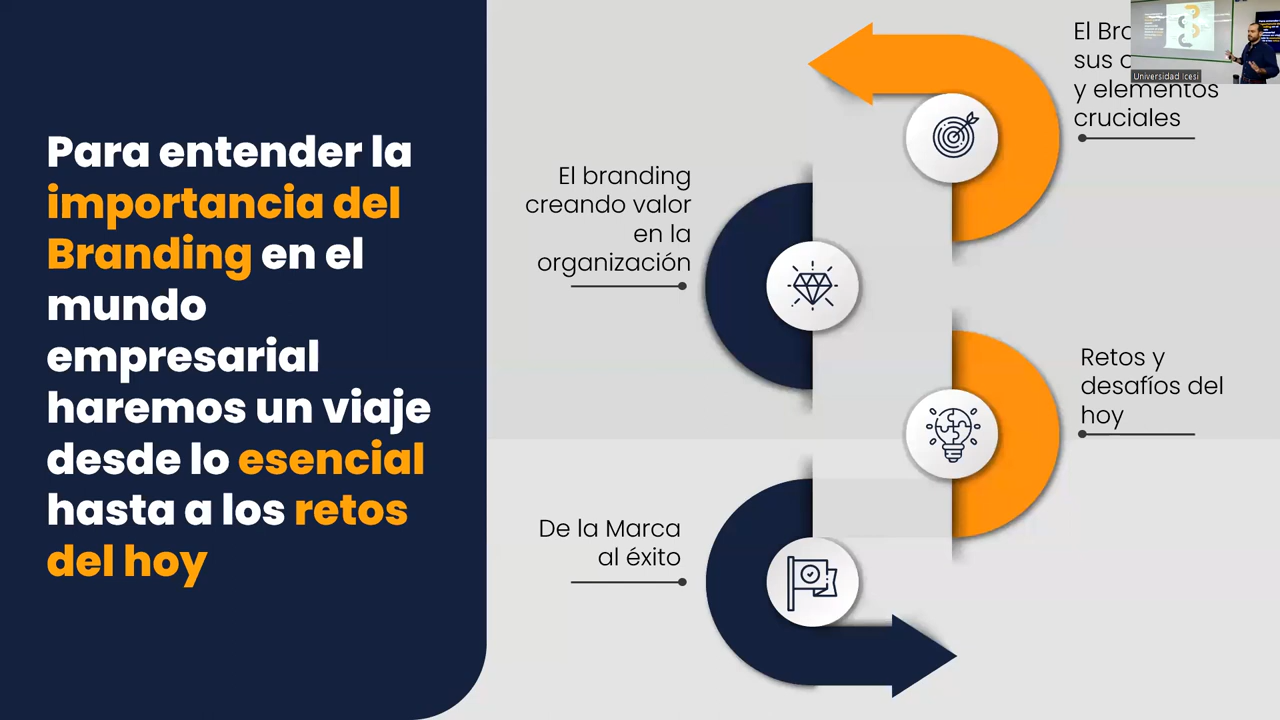 Para entender la
importancia del
Branding en el
mundo
empresarial
haremos un viaje
desde lo esencial
hasta a los retos
del hoy
El
sus
y elementos
cruciales
El branding
creando valor
en la
organización
Retos y
desafíos del
hoy
De la Marca
al éxito
Universidad Icesi